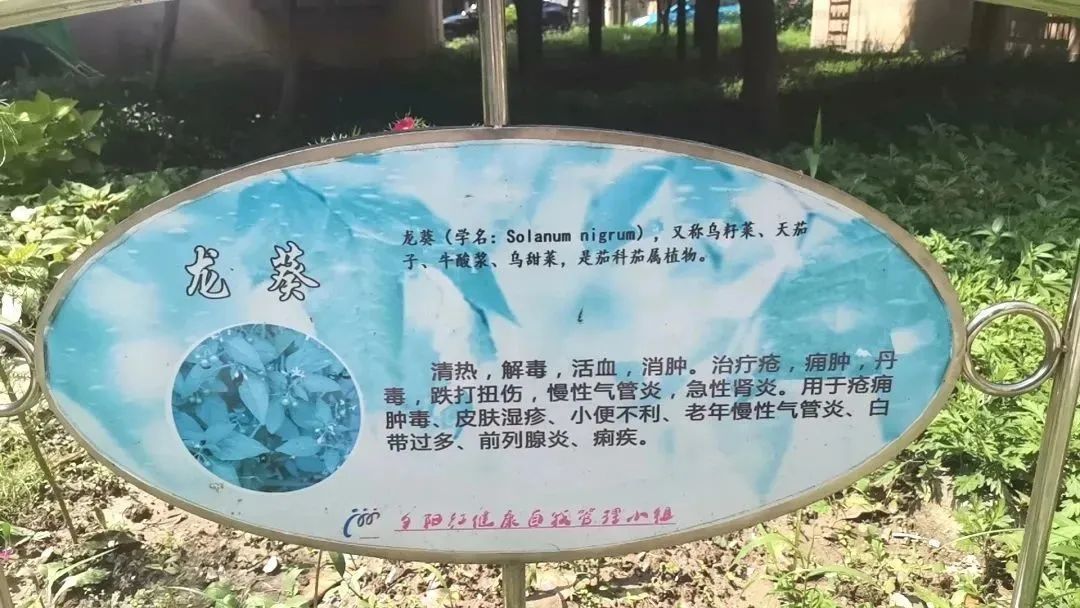 龙葵
龙葵（学名：Solanum nigrum），又称乌籽菜、天茄
子、牛酸浆、乌甜菜，是茄科茄属植物。
清热，解毒，活血，消肿。治疗疮，痈肿，丹
毒，跌打扭伤，慢性气管炎，急性肾炎。用于疮痈
肿毒、皮肤湿疹、小便不利、老年慢性气管炎、白
带过多、前列腺炎、痢疾。
健康自我管理小组